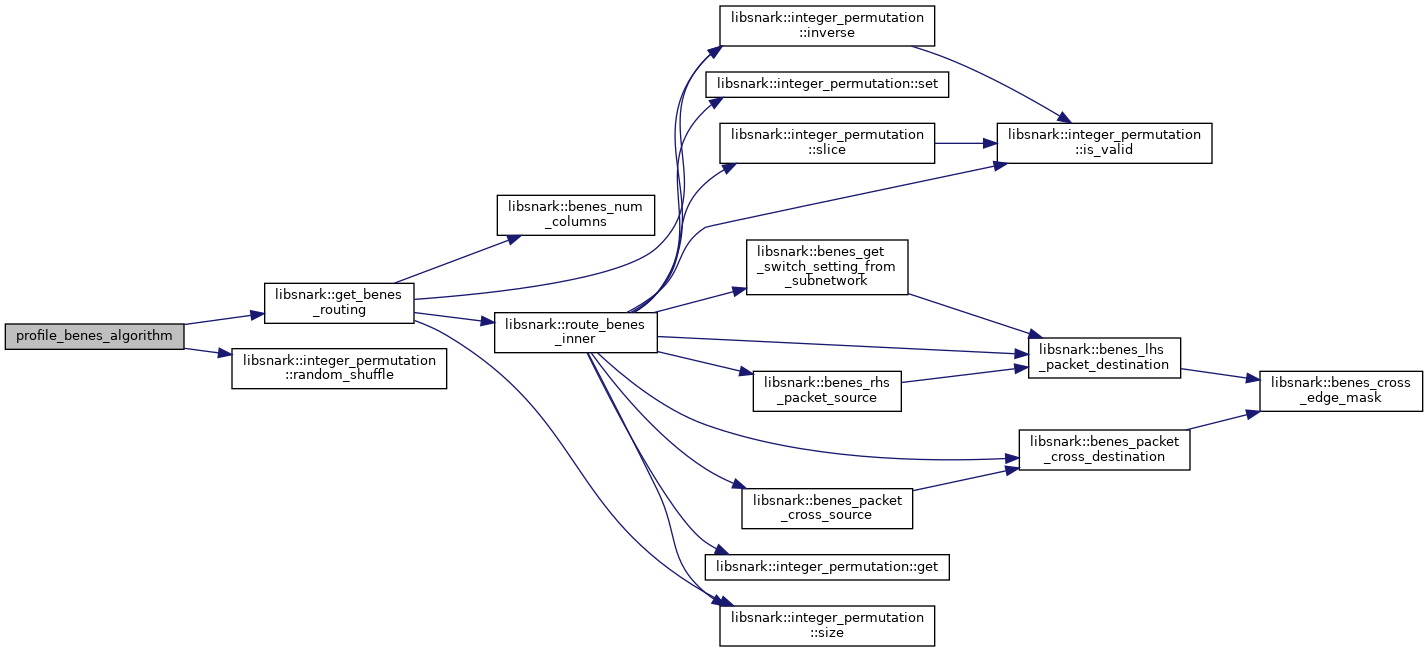 profile_benes_algorithm
libsnark::get_benes
_routing
libsnark::integer_permutation
::random_shuffle
libsnark::benes_num
_columns
libsnark::route_benes
_inner
libsnark::integer_permutation
::inverse
libsnark::integer_permutation::set
libsnark::integer_permutation
::slice
libsnark::benes_get
_switch_setting_from
_subnetwork
libsnark::benes_rhs
_packet_source
libsnark::benes_packet
_cross_source
libsnark::integer_permutation::get
libsnark::integer_permutation
::size
libsnark::integer_permutation
::is_valid
libsnark::benes_lhs
_packet_destination
libsnark::benes_packet
_cross_destination
libsnark::benes_cross
_edge_mask